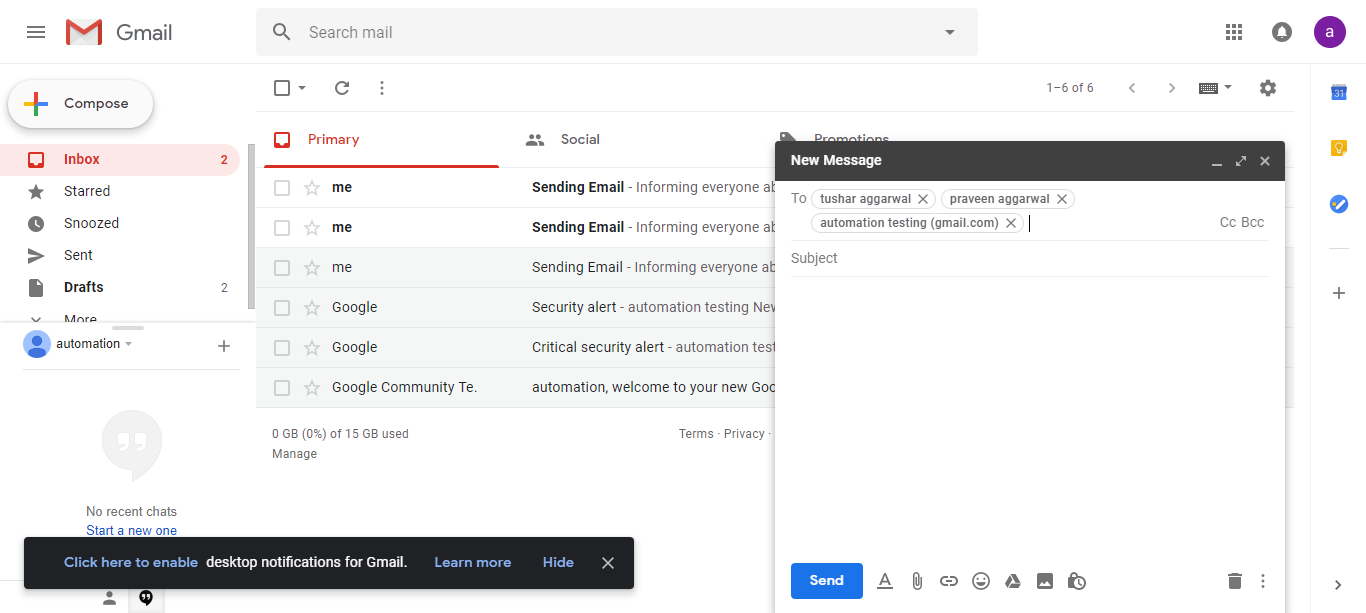 Gmail
Search mail
a
Compose
1–6 of 6
31
Inbox 2
Starred
Snoozed
Sent
Drafts 2
More
automation
No recent chats
Start a new one
Primary
Social
Promotions
me Sending Email - Informing everyone ab
me Sending Email - Informing everyone ab
me Sending Email - Informing everyone ab
Google Security alert - automation testing New
Google Critical security alert - automation test
Google Community Te. automation, welcome to your new Goo
0 GB (0%) of 15 GB used
Manage
Terms · Privacy ·
New Message
To tushar aggarwal praveen aggarwal
automation testing (gmail.com) Cc Bcc
Subject
Send
Click here to enable desktop notifications for Gmail. Learn more Hide